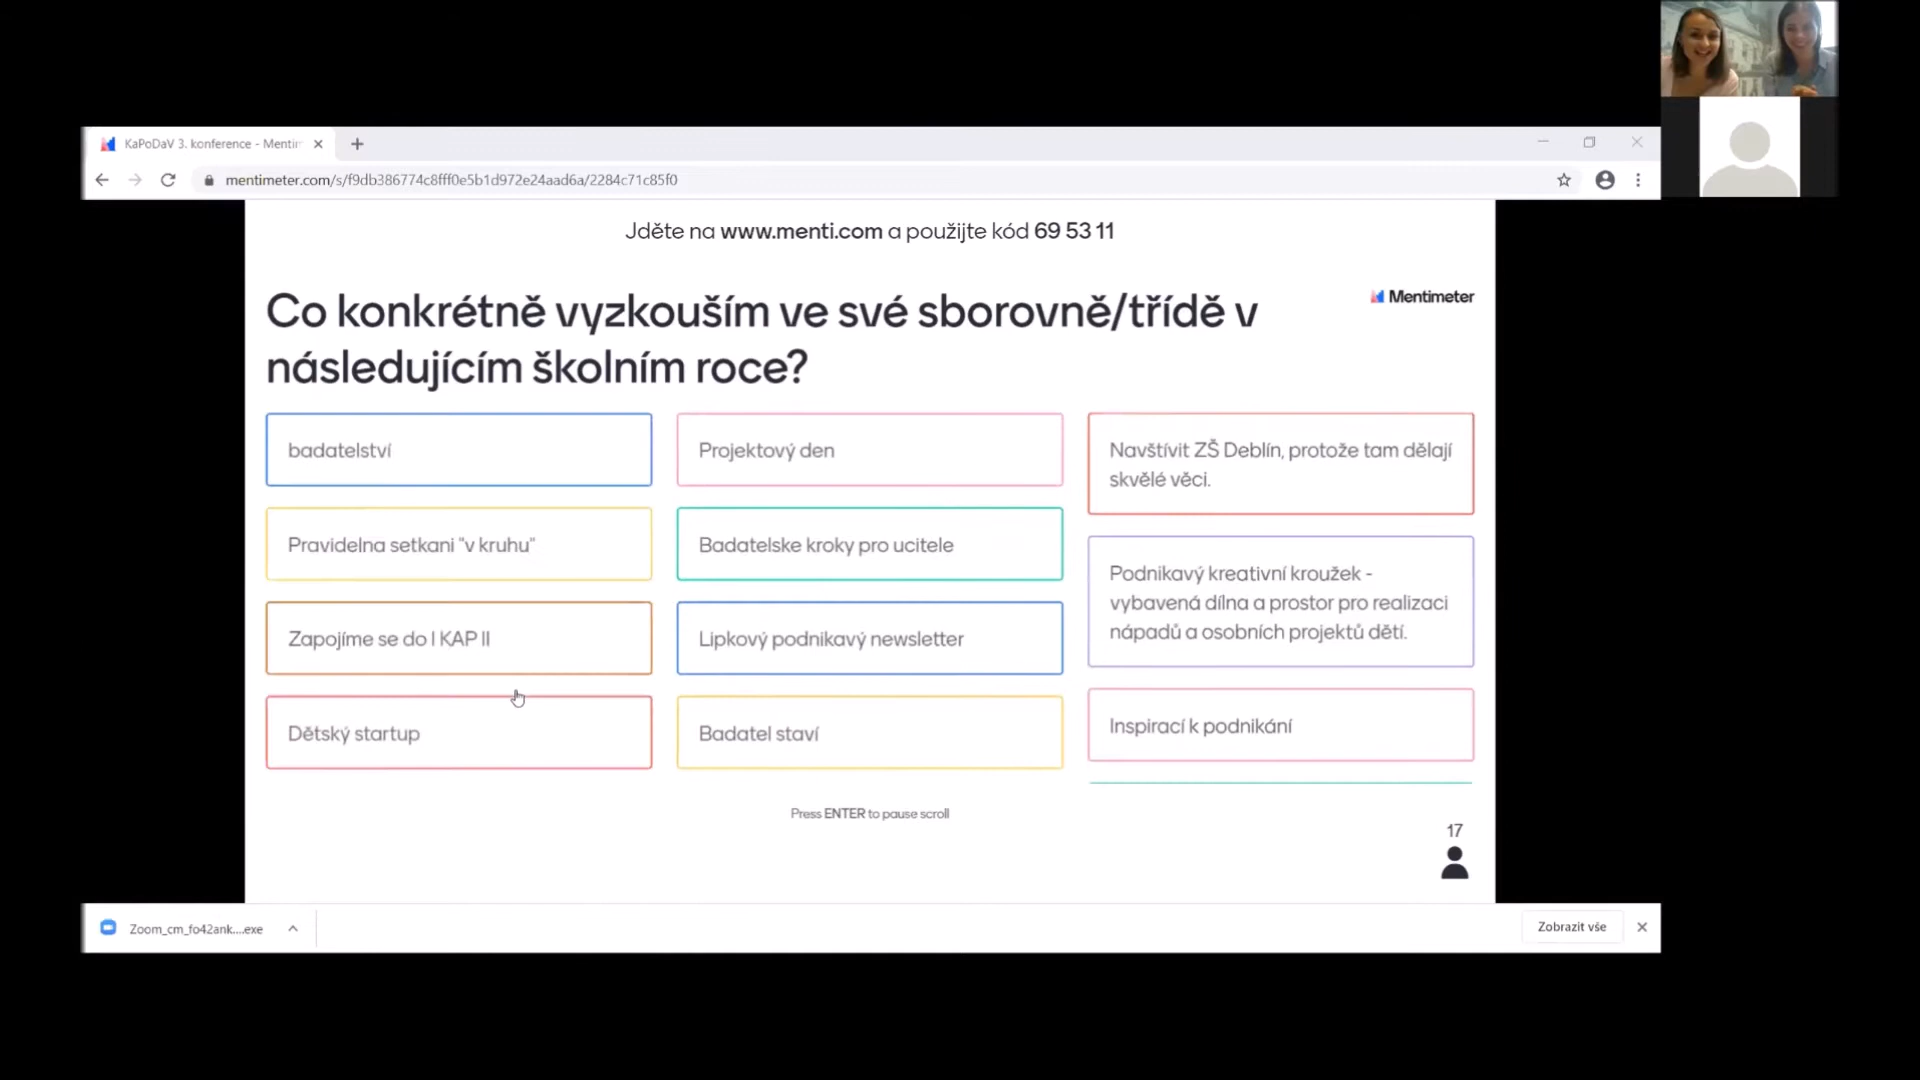 KaPoDaV 3. konference - Mentim
mentimeter.com/s/f9db386774c8fff0e5b1d972e24aad6a/2284c71c85f0
Jděte na www.menti.com a použijte kód 69 53 11
Co konkrétně vyzkouším ve své sborovně/třídě v
následujícím školním roce?
Mentimeter
badatelství
Pravidelna setkani "v kruhu"
Zapojíme se do I KAP II
Dětský startup
Projektový den
Badatelske kroky pro ucitele
Lipkový podnikavý newsletter
Badatel staví
Navštívit ZŠ Deblín, protože tam dělají
skvělé věci.
Podnikavý kreativní kroužek -
vybavená dílna a prostor pro realizaci
nápadů a osobních projektů dětí.
Inspirací k podnikání
Press ENTER to pause scroll
17
Zoom_cm_fo42ank....exe
Zobrazit vše